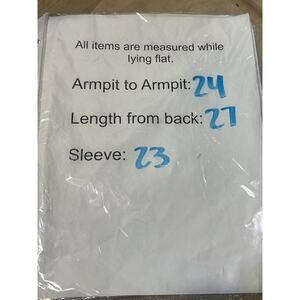 All items are measured while
lying flat.
Armpit to Armpit: 24
Length from back: 27
Sleeve: 23